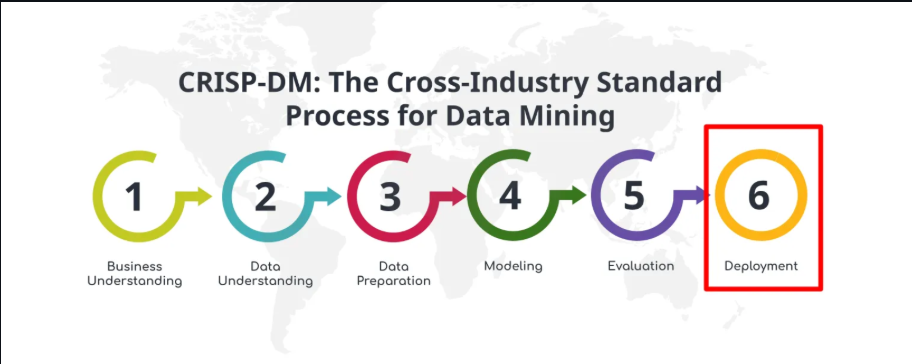 CRISP-DM: The Cross-Industry Standard
Process for Data Mining
1
2
3
4
5
6
Business
Understanding
Data
Understanding
Data
Preparation
Modeling
Evaluation
Deployment